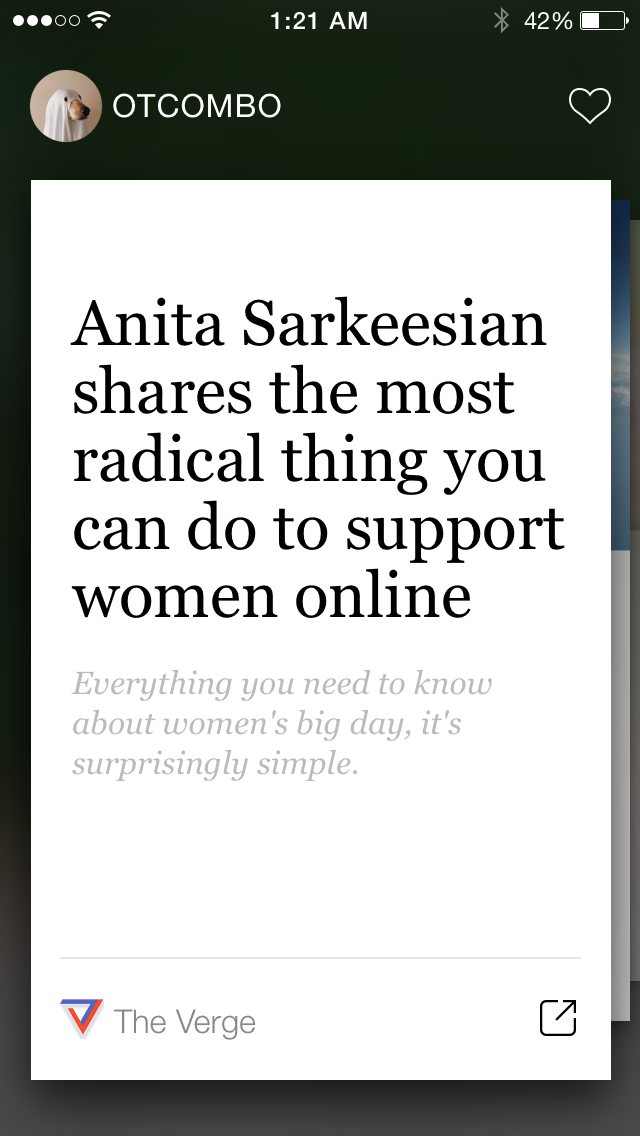 1:21 AM
42%
OTCOMBO
Anita Sarkeesian
shares the most
radical thing you
can do to support
women online
Everything you need to know
about women's big day, it's
surprisingly simple.
The Verge